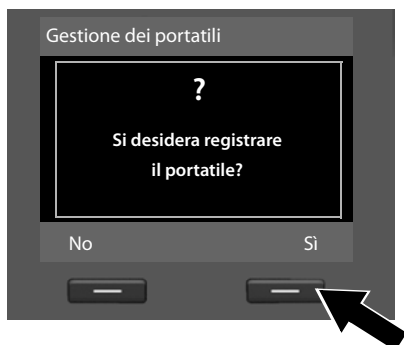 Gestione dei portatili
?
Si desidera registrare
il portatile?
No Sì